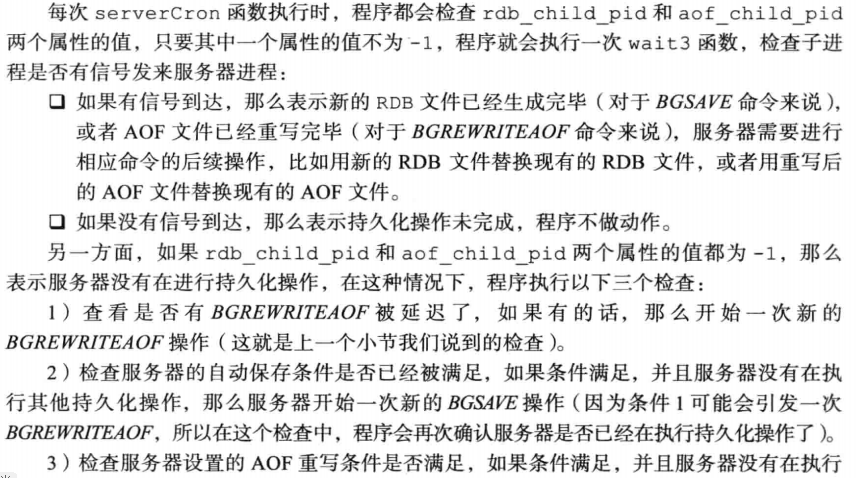 每次 serverCron 函数执行时，程序都会检查 rdb_child_pid 和 aof_child_pid
两个属性的值，只要其中一个属性的值不为 -1，程序就会执行一次 wait3 函数，检查子进
程是否有信号发来服务器进程：
❑ 如果有信号到达，那么表示新的 RDB 文件已经生成完毕（对于 BGSAVE 命令来说），
或者 AOF 文件已经重写完毕（对于 BGREWRITEAOF 命令来说），服务器需要进行
相应命令的后续操作，比如用新的 RDB 文件替换现有的 RDB 文件，或者用重写后
的 AOF 文件替换现有的 AOF 文件。
❑ 如果没有信号到达，那么表示持久化操作未完成，程序不做动作。
另一方面，如果 rdb_child_pid 和 aof_child_pid 两个属性的值都为 -1，那么
表示服务器没有在进行持久化操作，在这种情况下，程序执行以下三个检查：
1）查看是否有 BGREWRITEAOF 被延迟了，如果有的话，那么开始一次新的
BGREWRITEAOF 操作（这就是上一个小节我们说到的检查）。
2）检查服务器的自动保存条件是否已经被满足，如果条件满足，并且服务器没有在执
行其他持久化操作，那么服务器开始一次新的 BGSAVE 操作（因为条件 1 可能会引发一次
BGREWRITEAOF，所以在这个检查中，程序会再次确认服务器是否已经在执行持久化操作了）。
3）检查服务器设置的 AOF 重写条件是否满足，如果条件满足，并且服务器没有在执行